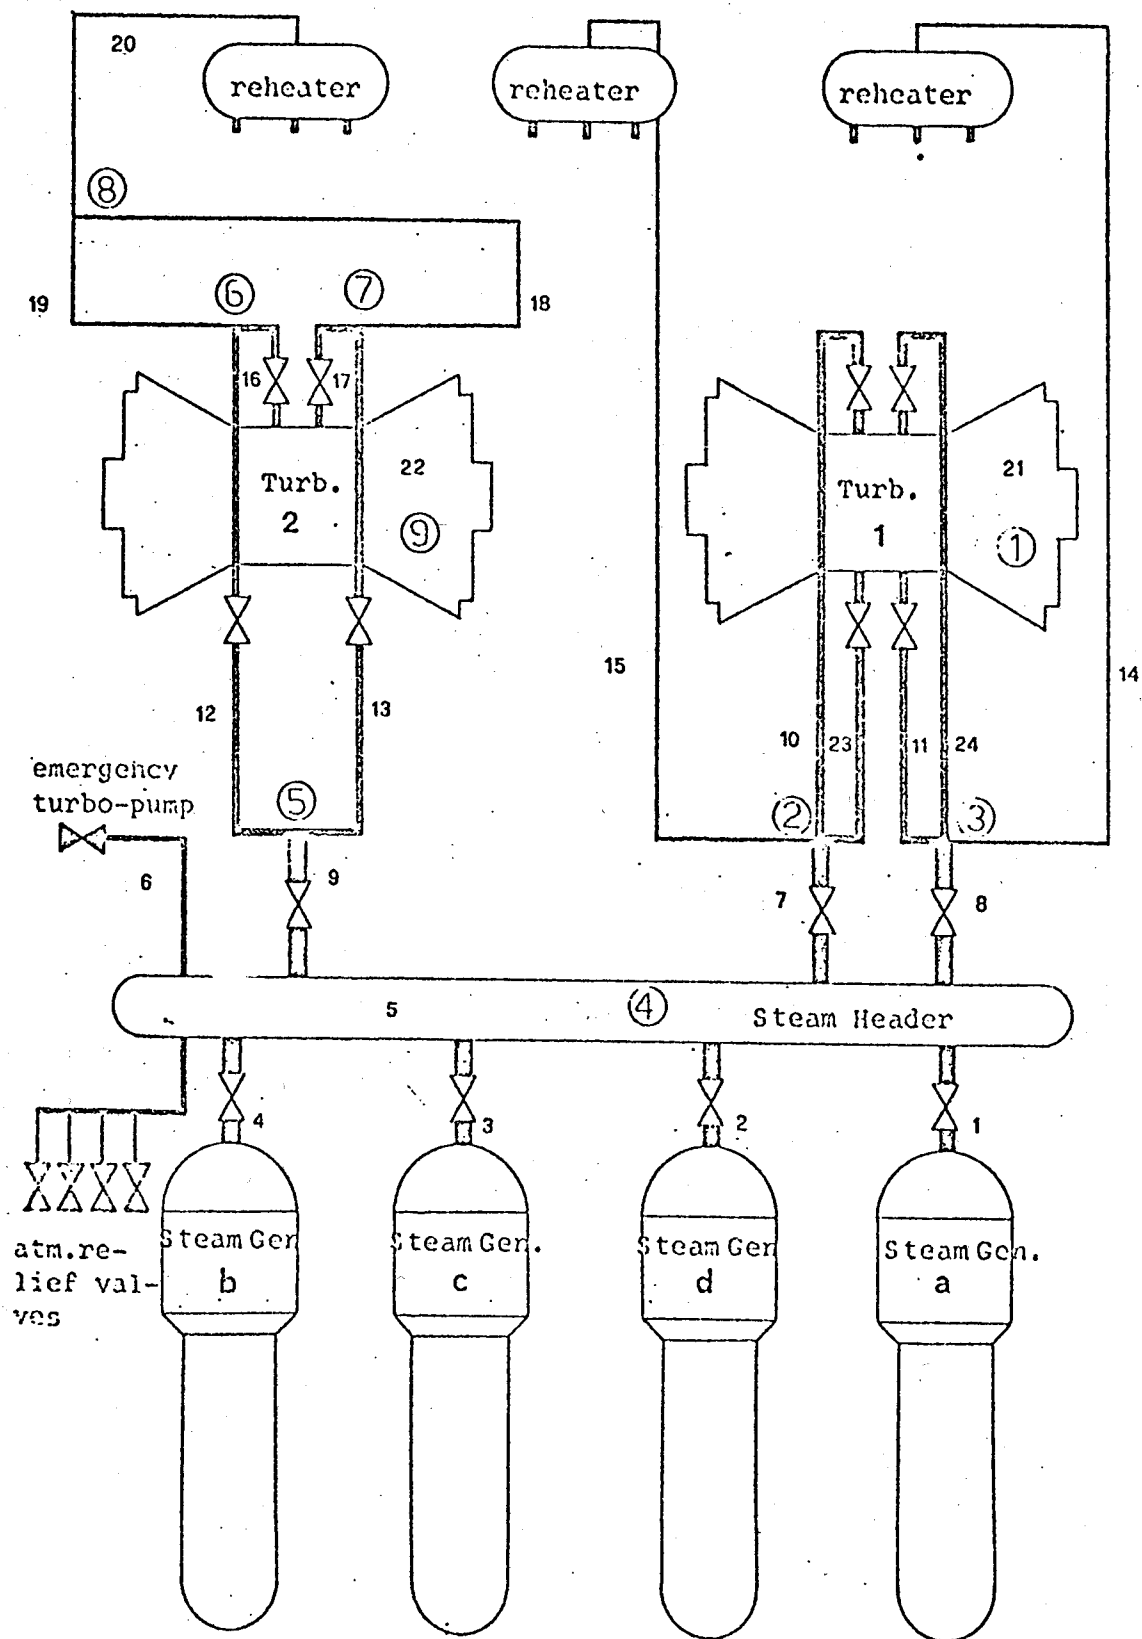 20
reheater
reheater
reheater
⑧
19
⑥
⑦
18
16
17
22
21
Turb.
2
Turb.
1
⑨
①
15
14
12
13
10
23
11
24
emergency
turbo-pump
⑤
②
③
6
9
7
8
5
④
Steam Header
4
3
2
1
atm.re-
lief val-
ves
Steam Gen
b
Steam Gen.
c
Steam Gen
d
Steam Gen.
a